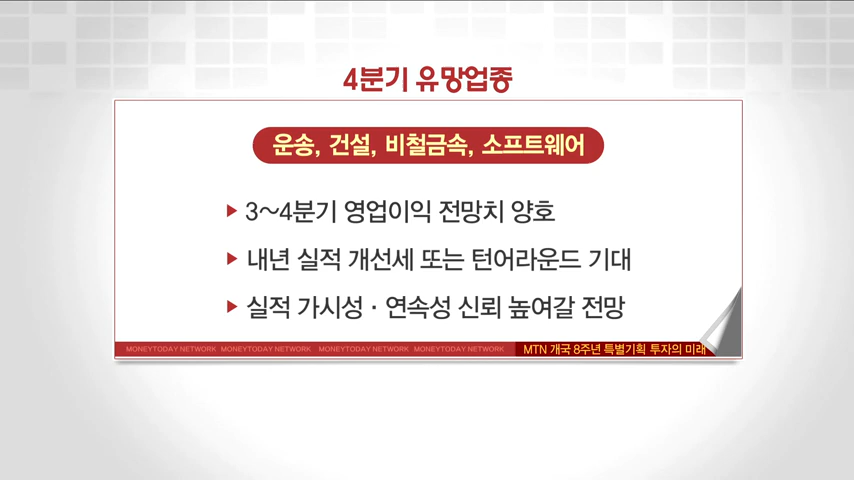 4분기 유망업종
운송, 건설, 비철금속, 소프트웨어
▶ 3~4분기 영업이익 전망치 양호
▶ 내년 실적 개선세 또는 턴어라운드 기대
▶ 실적 가시성 · 연속성 신뢰 높여갈 전망
MONEYTODAY NETWORK MONEYTODAY NETWORK MONEYTODAY NETWORK MONEYTODAY NETWORK MTN 개국 8주년 특별기획 투자의 미래